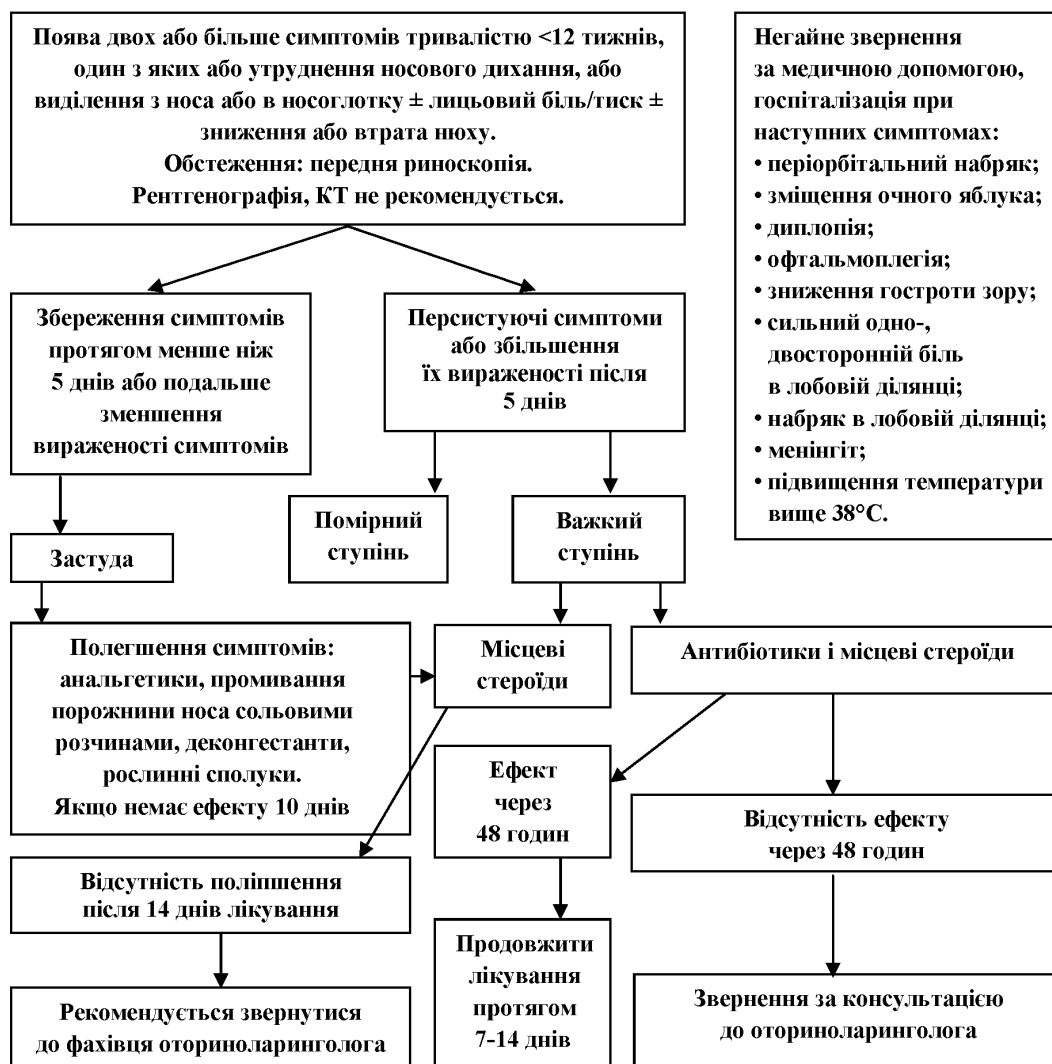 Поява двох або більше симптомів тривалістю <12 тижнів,
один з яких або утруднення носового дихання, або
виділення з носа або в носоглотку ± лицьовий біль/тиск ±
зниження або втрата нюху.
Обстеження: передня риноскопія.
Рентгенографія, КТ не рекомендується.
Негайне звернення
за медичною допомогою,
госпіталізація при
наступних симптомах:
• періорбітальний набряк;
• зміщення очного яблука;
• диплопія;
• офтальмоплегія;
• зниження гостроти зору;
• сильний одно-,
двосторонній біль
в лобовій ділянці;
• набряк в лобовій ділянці;
• менінгіт;
• підвищення температури
вище 38°С.
Збереження симптомів
протягом менше ніж
5 днів або подальше
зменшення
вираженості симптомів
Персистуючі симптоми
або збільшення
їх вираженості після
5 днів
Застуда
Помірний
ступінь
Важкий
ступінь
Полегшення симптомів:
анальгетики, промивання
порожнини носа сольовими
розчинами, деконгестанти,
рослинні сполуки.
Якщо немає ефекту 10 днів
Місцеві
стероїди
Антибіотики і місцеві стероїди
Ефект
через
48 годин
Відсутність ефекту
через 48 годин
Відсутність поліпшення
після 14 днів лікування
Продовжити
лікування
протягом
7-14 днів
Рекомендується звернутися
до фахівця оториноларинголога
Звернення за консультацією
до оториноларинголога